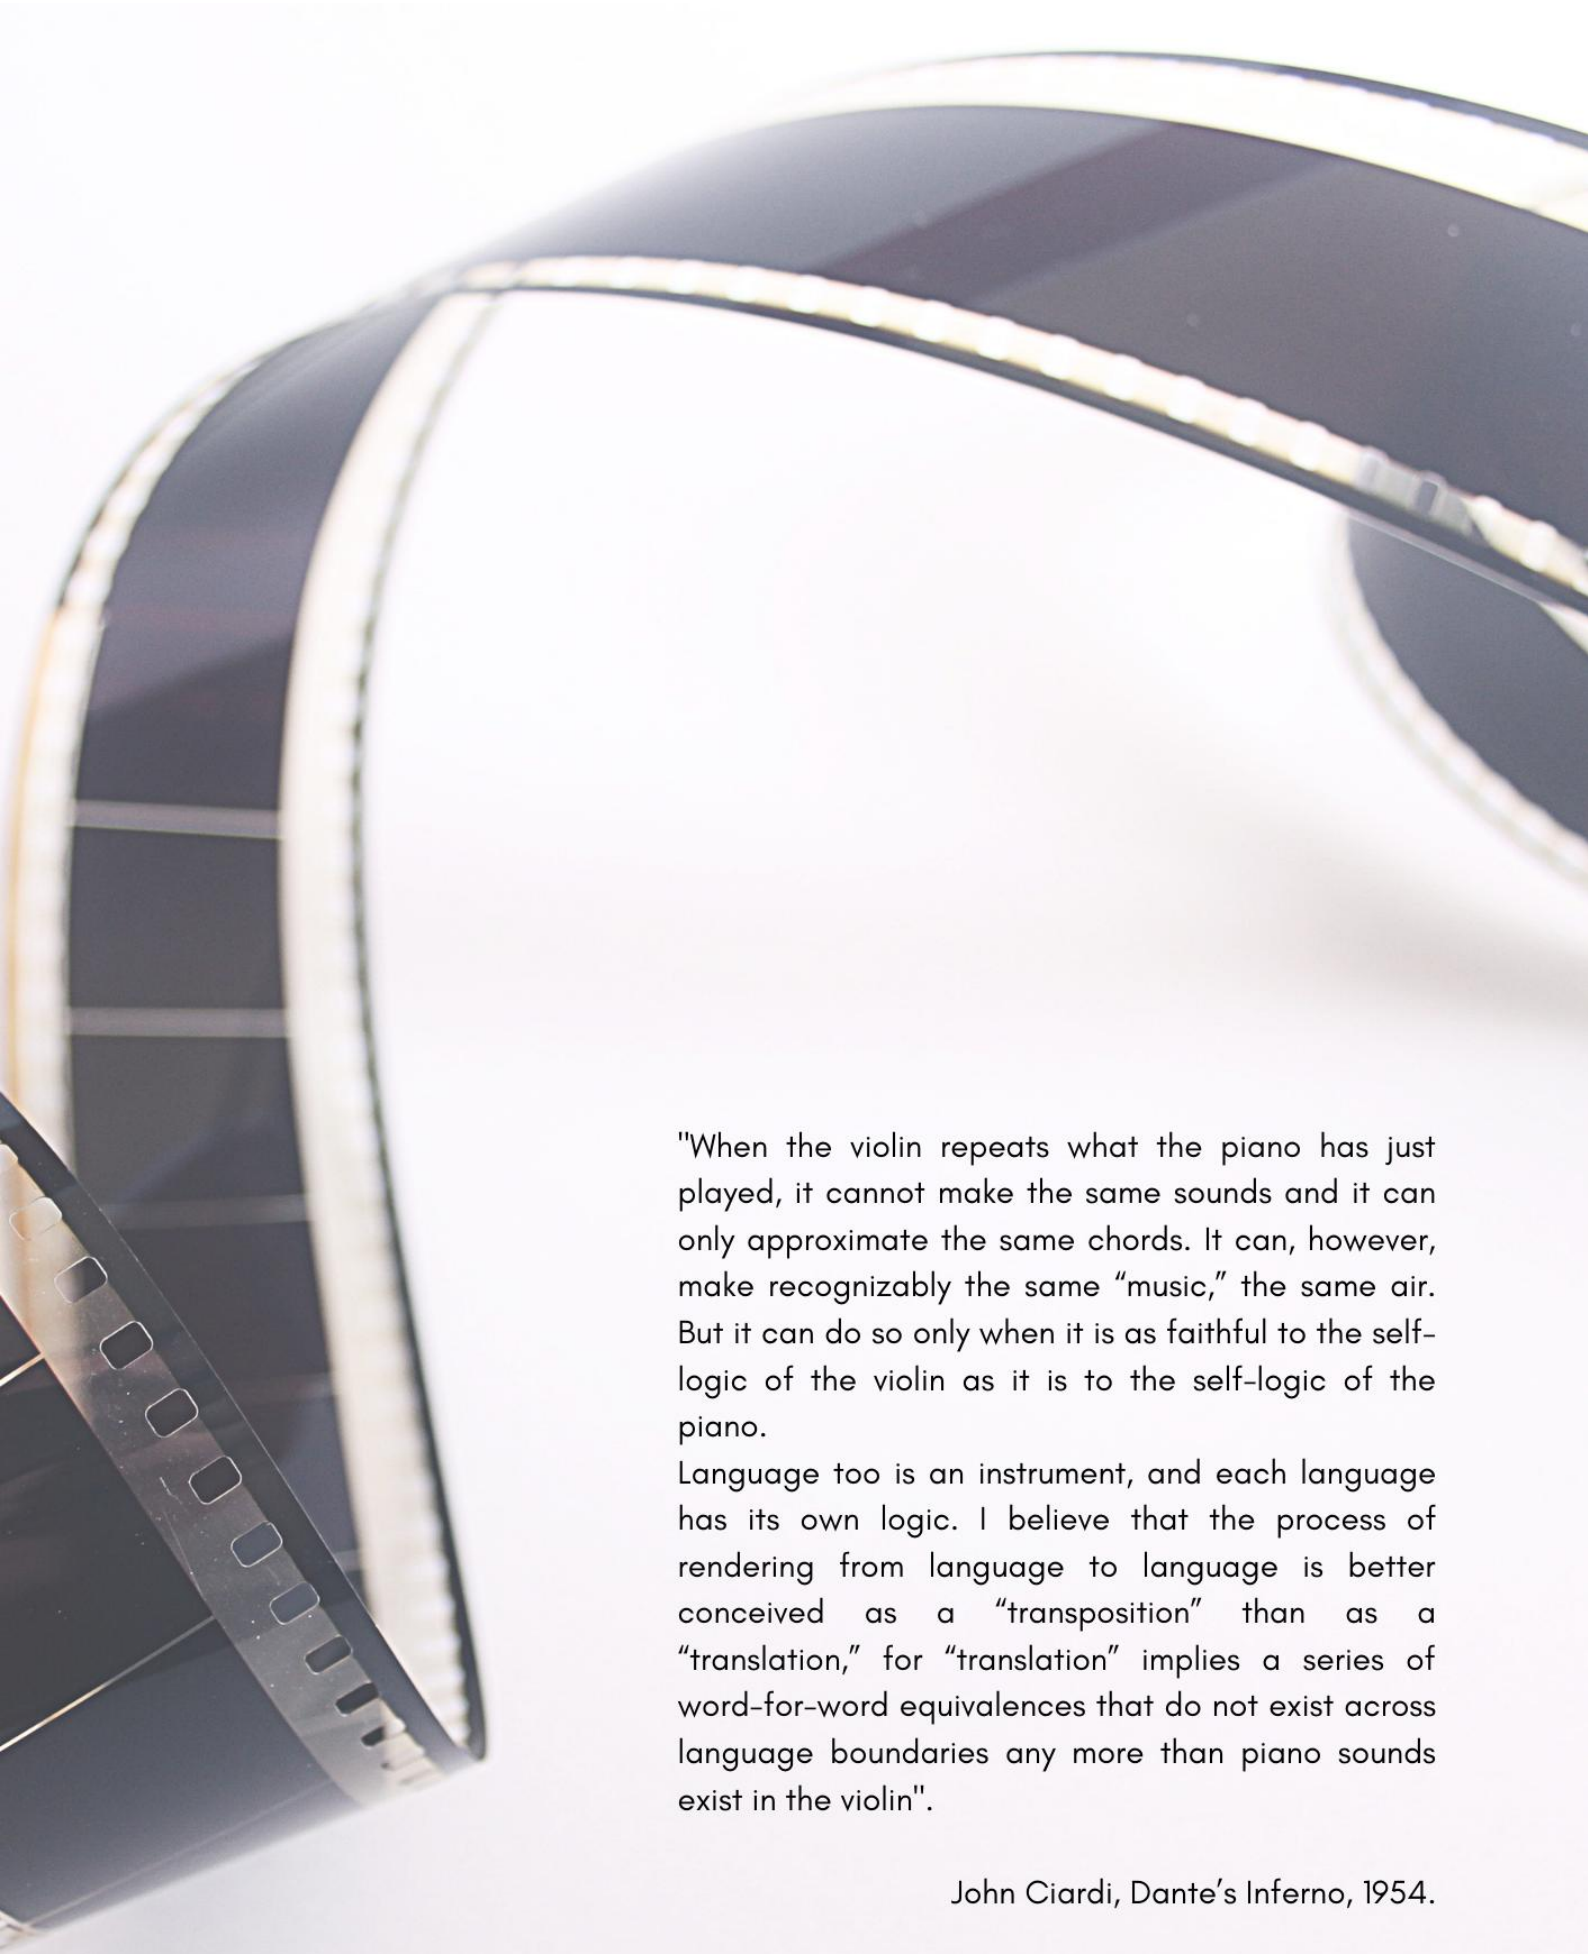 "When the violin repeats what the piano has just
played, it cannot make the same sounds and it can
only approximate the same chords. It can, however,
make recognizably the same “music,” the same air.
But it can do so only when it is as faithful to the self-
logic of the violin as it is to the self-logic of the
piano.
Language too is an instrument, and each language
has its own logic. I believe that the process of
rendering from language to language is better
conceived as a “transposition” than as a
“translation,” for “translation” implies a series of
word-for-word equivalences that do not exist across
language boundaries any more than piano sounds
exist in the violin".
John Ciardi, Dante’s Inferno, 1954.